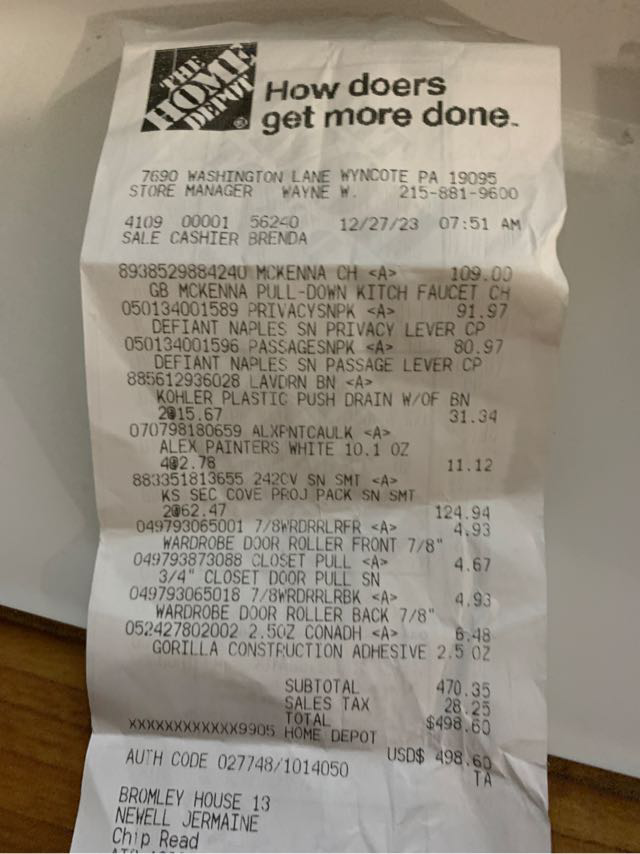 THE
HOME
DEPOT®
How doers
get more done.
7690 WASHINGTON LANE WYNCOTE PA 19095
STORE MANAGER WAYNE W. 215-881-9600
4109 00001 56240 12/27/23 07:51 AM
SALE CASHIER BRENDA
893852988424U MCKENNA CH <A> 109.00
GB MCKENNA PULL-DOWN KITCH FAUCET CH
050134001589 PRIVACYSNPK <A> 91.97
DEFIANT NAPLES SN PRIVACY LEVER CP
050134001596 PASSAGESNPK <A> 80.97
DEFIANT NAPLES SN PASSAGE LEVER CP
885612936028 LAVDRN BN <A>
KOHLER PLASTIC PUSH DRAIN W/OF BN
2@15.67 31.34
070798180659 ALXPNTCAULK <A>
ALEX PAINTERS WHITE 10.1 OZ
4@2.78 11.12
883351813655 242CV SN SMT <A>
KS SEC COVE PROJ PACK SN SMT
2@62.47 124.94
049793065001 7/8WRDRRLRFR <A> 4.93
WARDROBE DOOR ROLLER FRONT 7/8"
049793873088 CLOSET PULL <A> 4.67
3/4" CLOSET DOOR PULL SN
049793065018 7/8WRDRRLRBK <A> 4.93
WARDROBE DOOR ROLLER BACK 7/8"
052427802002 2.5OZ CONADH <A> 6.48
GORILLA CONSTRUCTION ADHESIVE 2.5 OZ
SUBTOTAL 470.35
SALES TAX 28.25
TOTAL $498.60
XXXXXXXXXXXX9905 HOME DEPOT
USD$ 498.60
AUTH CODE 027748/1014050 TA
BROMLEY HOUSE 13
NEWELL JERMAINE
Chip Read